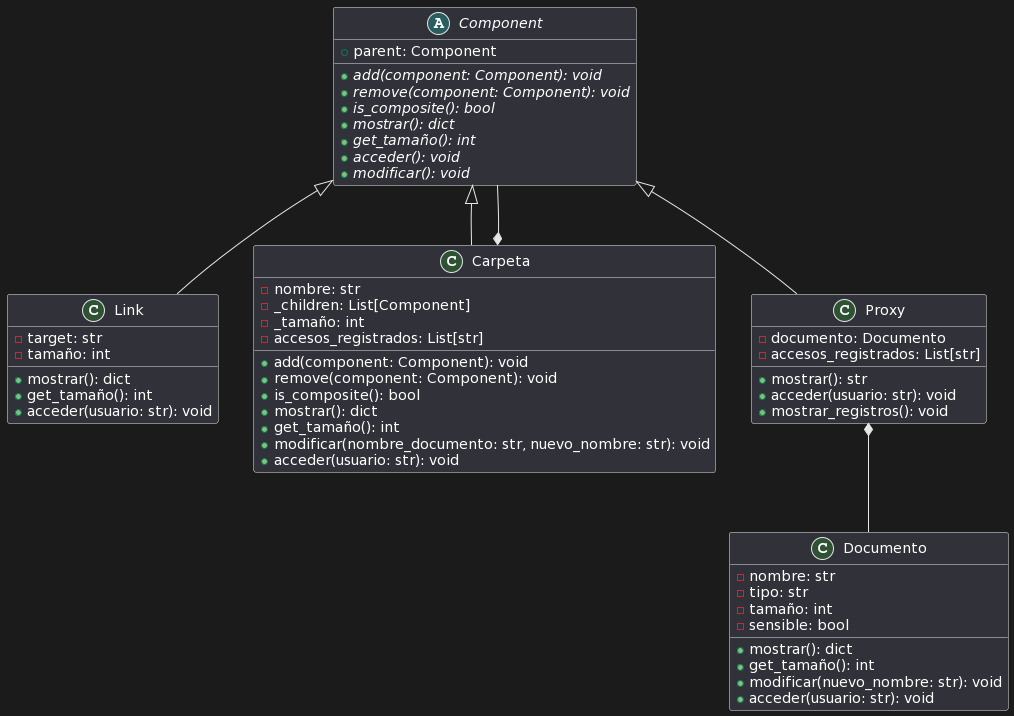 A Component
parent: Component
add(component: Component): void
remove(component: Component): void
is_composite(): bool
mostrar(): dict
get_tamaño(): int
acceder(): void
modificar(): void
C Link
target: str
tamaño: int
mostrar(): dict
get_tamaño(): int
acceder(usuario: str): void
C Carpeta
nombre: str
_children: List[Component]
_tamaño: int
accesos_registrados: List[str]
add(component: Component): void
remove(component: Component): void
is_composite(): bool
mostrar(): dict
get_tamaño(): int
modificar(nombre_documento: str, nuevo_nombre: str): void
acceder(usuario: str): void
C Proxy
documento: Documento
accesos_registrados: List[str]
mostrar(): str
acceder(usuario: str): void
mostrar_registros(): void
C Documento
nombre: str
tipo: str
tamaño: int
sensible: bool
mostrar(): dict
get_tamaño(): int
modificar(nuevo_nombre: str): void
acceder(usuario: str): void